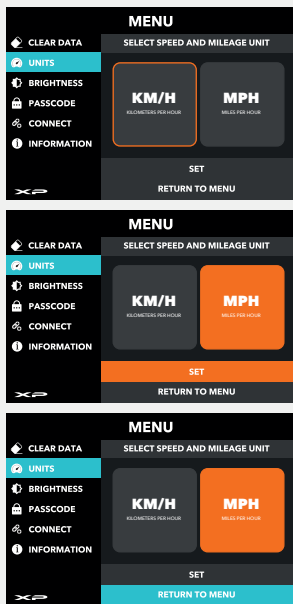 MENU
CLEAR DATA
SELECT SPEED AND MILEAGE UNIT
UNITS
BRIGHTNESS
PASSCODE
CONNECT
INFORMATION
KM/H
KILOMETERS PER HOUR
MPH
MILES PER HOUR
SET
RETURN TO MENU
XP
MENU
CLEAR DATA
SELECT SPEED AND MILEAGE UNIT
UNITS
BRIGHTNESS
PASSCODE
CONNECT
INFORMATION
KM/H
KILOMETERS PER HOUR
MPH
MILES PER HOUR
SET
RETURN TO MENU
XP
MENU
CLEAR DATA
SELECT SPEED AND MILEAGE UNIT
UNITS
BRIGHTNESS
PASSCODE
CONNECT
INFORMATION
KM/H
KILOMETERS PER HOUR
MPH
MILES PER HOUR
SET
RETURN TO MENU
XP